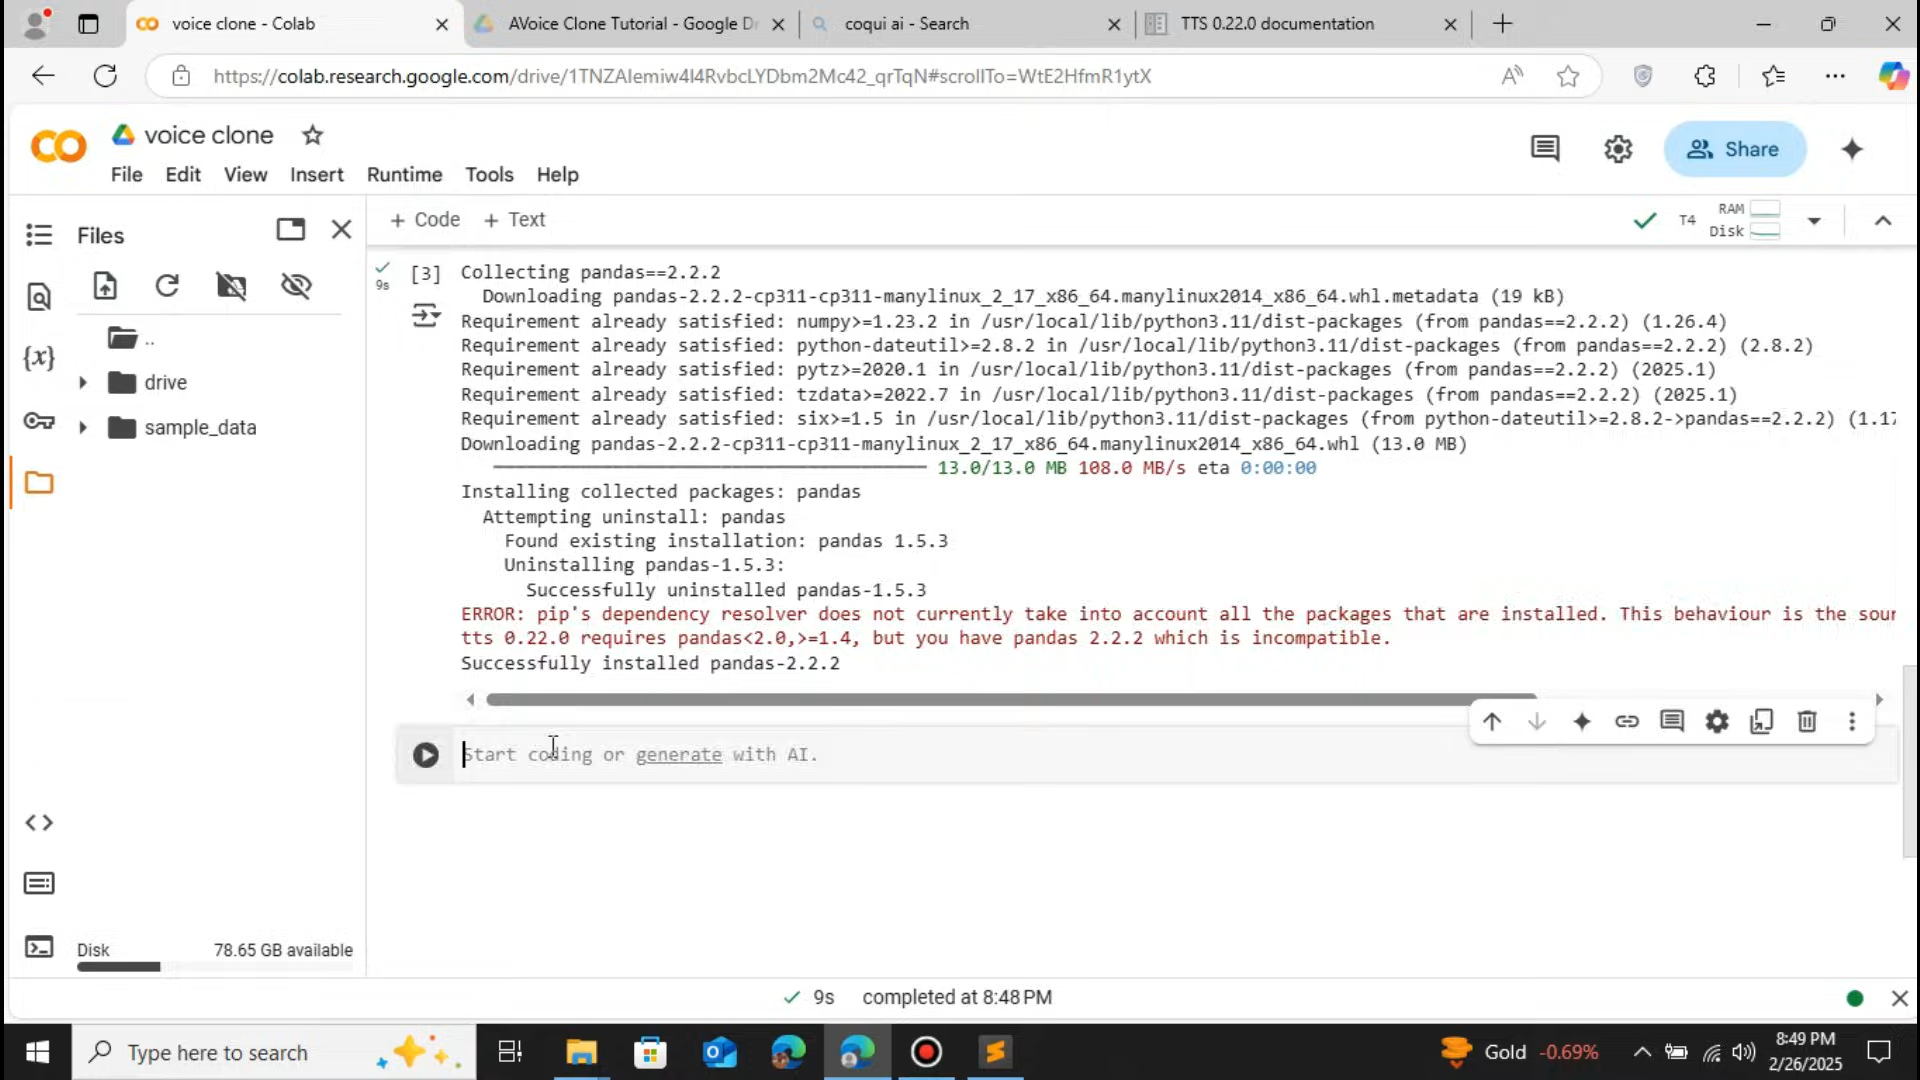 voice clone - Colab
AVoice Clone Tutorial - Google Dr
coqui ai - Search
TTS 0.22.0 documentation
https://colab.research.google.com/drive/1TNZAIemiw4I4RvbcLYDbm2Mc42_qrTqN#scrollTo=WtE2HfmR1ytX
CO
voice clone
File Edit View Insert Runtime Tools Help
Share
Files
+ Code + Text
T4
RAM
Disk
..
drive
sample_data
{x}
9s
[3]
Collecting pandas==2.2.2
Downloading pandas-2.2.2-cp311-cp311-manylinux_2_17_x86_64.manylinux2014_x86_64.whl.metadata (19 kB)
Requirement already satisfied: numpy>=1.23.2 in /usr/local/lib/python3.11/dist-packages (from pandas==2.2.2) (1.26.4)
Requirement already satisfied: python-dateutil>=2.8.2 in /usr/local/lib/python3.11/dist-packages (from pandas==2.2.2) (2.8.2)
Requirement already satisfied: pytz>=2020.1 in /usr/local/lib/python3.11/dist-packages (from pandas==2.2.2) (2025.1)
Requirement already satisfied: tzdata>=2022.7 in /usr/local/lib/python3.11/dist-packages (from pandas==2.2.2) (2025.1)
Requirement already satisfied: six>=1.5 in /usr/local/lib/python3.11/dist-packages (from python-dateutil>=2.8.2->pandas==2.2.2) (1.17
Downloading pandas-2.2.2-cp311-cp311-manylinux_2_17_x86_64.manylinux2014_x86_64.whl (13.0 MB)
13.0/13.0 MB 108.0 MB/s eta 0:00:00
Installing collected packages: pandas
Attempting uninstall: pandas
Found existing installation: pandas 1.5.3
Uninstalling pandas-1.5.3:
Successfully uninstalled pandas-1.5.3
ERROR: pip's dependency resolver does not currently take into account all the packages that are installed. This behaviour is the sour
tts 0.22.0 requires pandas<2.0,>=1.4, but you have pandas 2.2.2 which is incompatible.
Successfully installed pandas-2.2.2
Start coding or generate with AI.
Disk
78.65 GB available
9s completed at 8:48 PM
Type here to search
Gold -0.69%
8:49 PM
2/26/2025